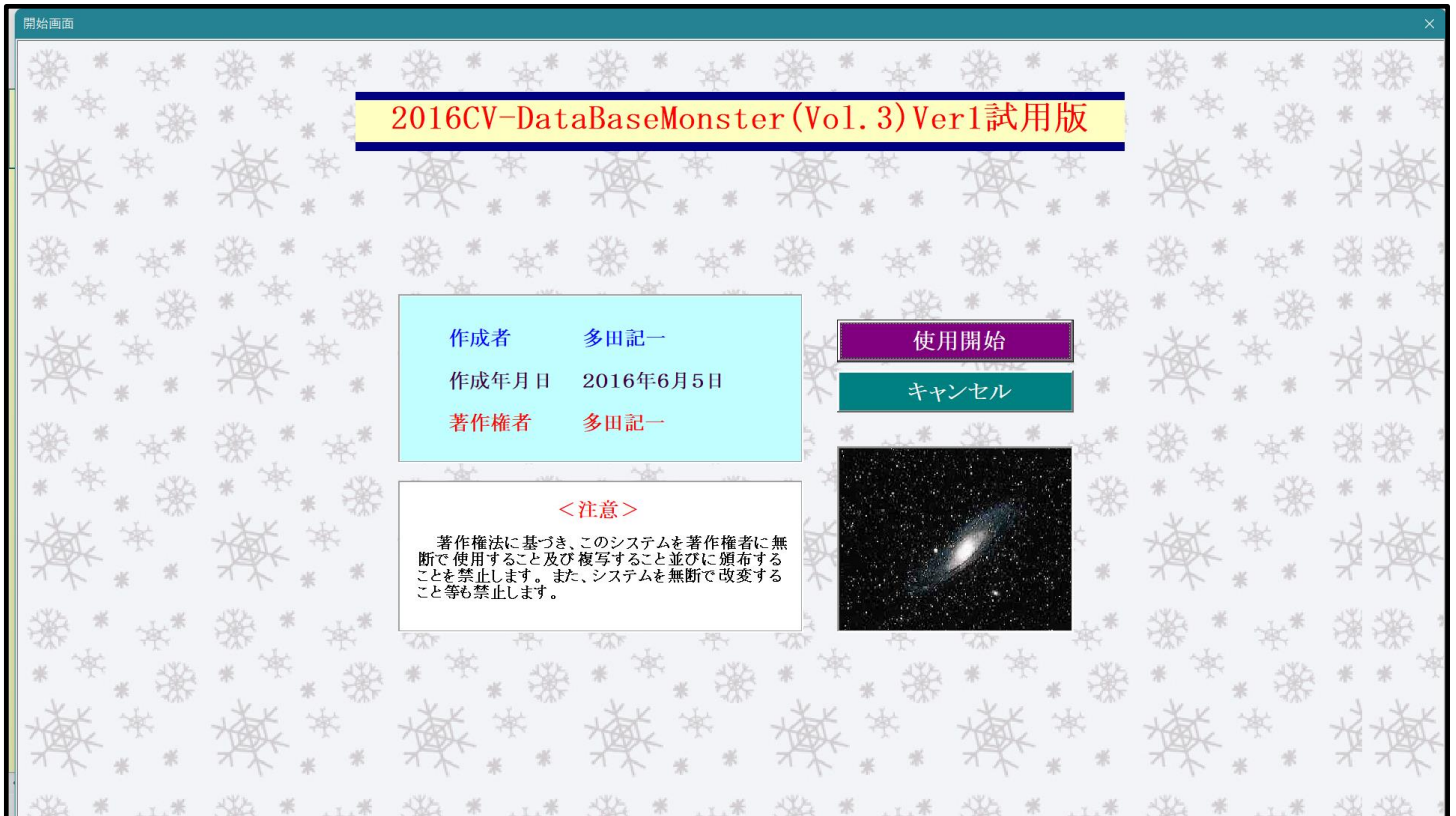 開始画面
2016CV-DataBaseMonster(Vol.3)Ver1試用版
作成者 多田記一
作成年月日 2016年6月5日
著作権者 多田記一
使用開始
キャンセル
＜注意＞
著作権法に基づき、このシステムを著作権者に無
断で使用すること及び複写すること並びに頒布する
ことを禁止します。また、システムを無断で改変する
こと等も禁止します。